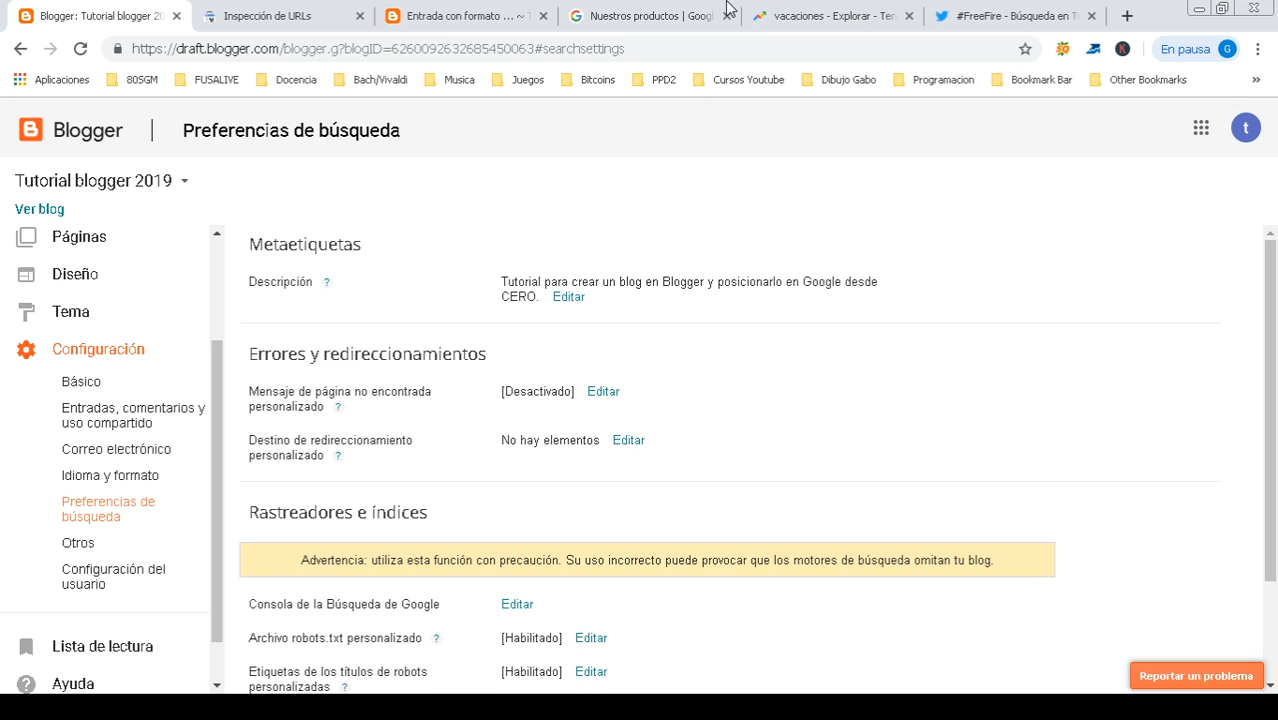 Blogger: Tutorial blogger 20
Inspección de URLs
Entrada con formato ... ~ T
Nuestros productos | Googl
vacaciones - Explorar - Ten
#FreeFire - Búsqueda en T
https://draft.blogger.com/blogger.g?blogID=6260092632685450063#searchsettings
En pausa G
Aplicaciones
80SGM
FUSALIVE
Docencia
Bach/Vivaldi
Musica
Juegos
Bitcoins
PPD2
Cursos Youtube
Dibujo Gabo
Programacion
Bookmark Bar
Other Bookmarks
»
Blogger
Preferencias de búsqueda
t
Tutorial blogger 2019
Ver blog
Páginas
Diseño
Tema
Configuración
Básico
Entradas, comentarios y
uso compartido
Correo electrónico
Idioma y formato
Preferencias de
búsqueda
Otros
Configuración del
usuario
Lista de lectura
Ayuda
Metaetiquetas
Descripción ?
Tutorial para crear un blog en Blogger y posicionarlo en Google desde
CERO. Editar
Errores y redireccionamientos
Mensaje de página no encontrada
personalizado ?
[Desactivado] Editar
Destino de redireccionamiento
personalizado ?
No hay elementos Editar
Rastreadores e índices
Advertencia: utiliza esta función con precaución. Su uso incorrecto puede provocar que los motores de búsqueda omitan tu blog.
Consola de la Búsqueda de Google
Editar
Archivo robots.txt personalizado ?
[Habilitado] Editar
Etiquetas de los títulos de robots
personalizadas ?
[Habilitado] Editar
Reportar un problema